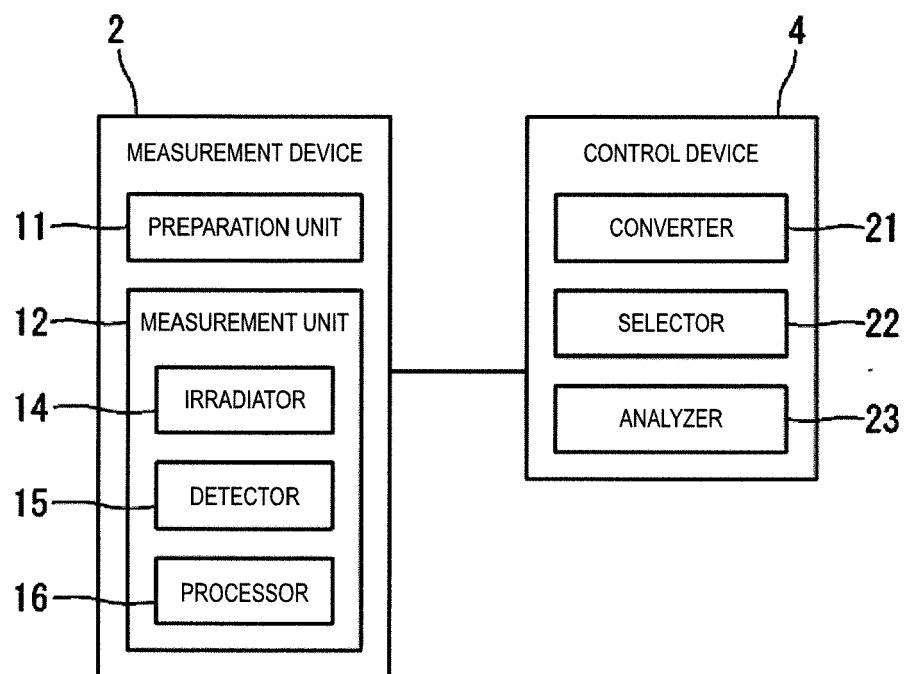 2
4
MEASUREMENT DEVICE
CONTROL DEVICE
11
PREPARATION UNIT
CONVERTER
21
12
MEASUREMENT UNIT
SELECTOR
22
14
IRRADIATOR
ANALYZER
23
15
DETECTOR
16
PROCESSOR